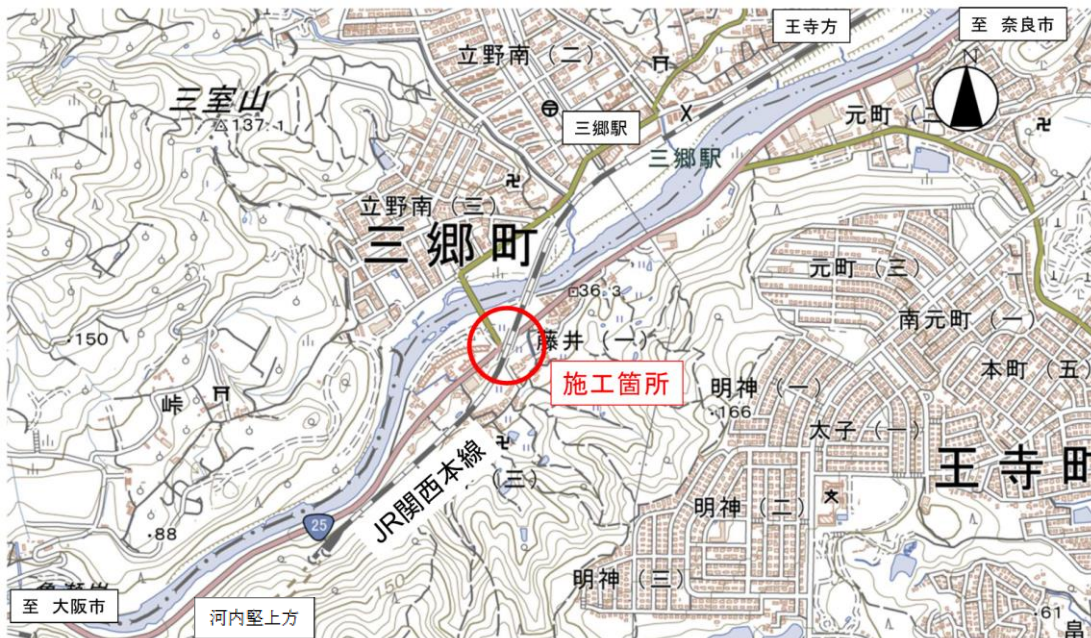 王寺方
至 奈良市
立野南（二）
N
三室山
137.1
三郷駅
元町（二
三郷駅
立野南（三）
三郷町
元町（三）
36.3
南元町（一）
藤井（一）
150
施工箇所
本町（五）
明神（一）
166
峠
太子（一）
王寺町
JR関西本線
（三）
明神（二）
25
88
50
明神（三）
至 大阪市
河内堅上方
61